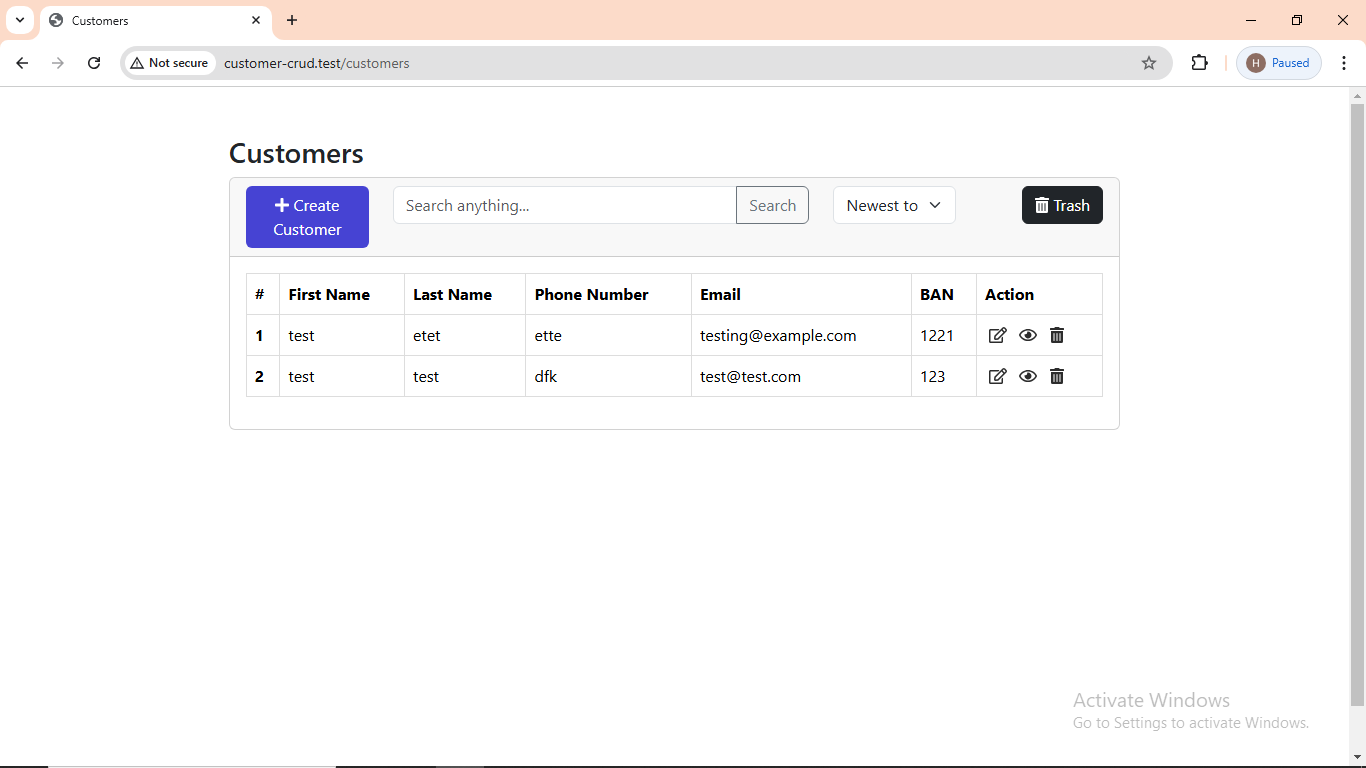 Customers
Not secure
customer-crud.test/customers
H
Paused
Customers
Create
Customer
Search anything...
Search
Newest to
Trash
# First Name Last Name Phone Number Email BAN Action
1 test etet ette testing@example.com 1221
2 test test dfk test@test.com 123
Activate Windows
Go to Settings to activate Windows.